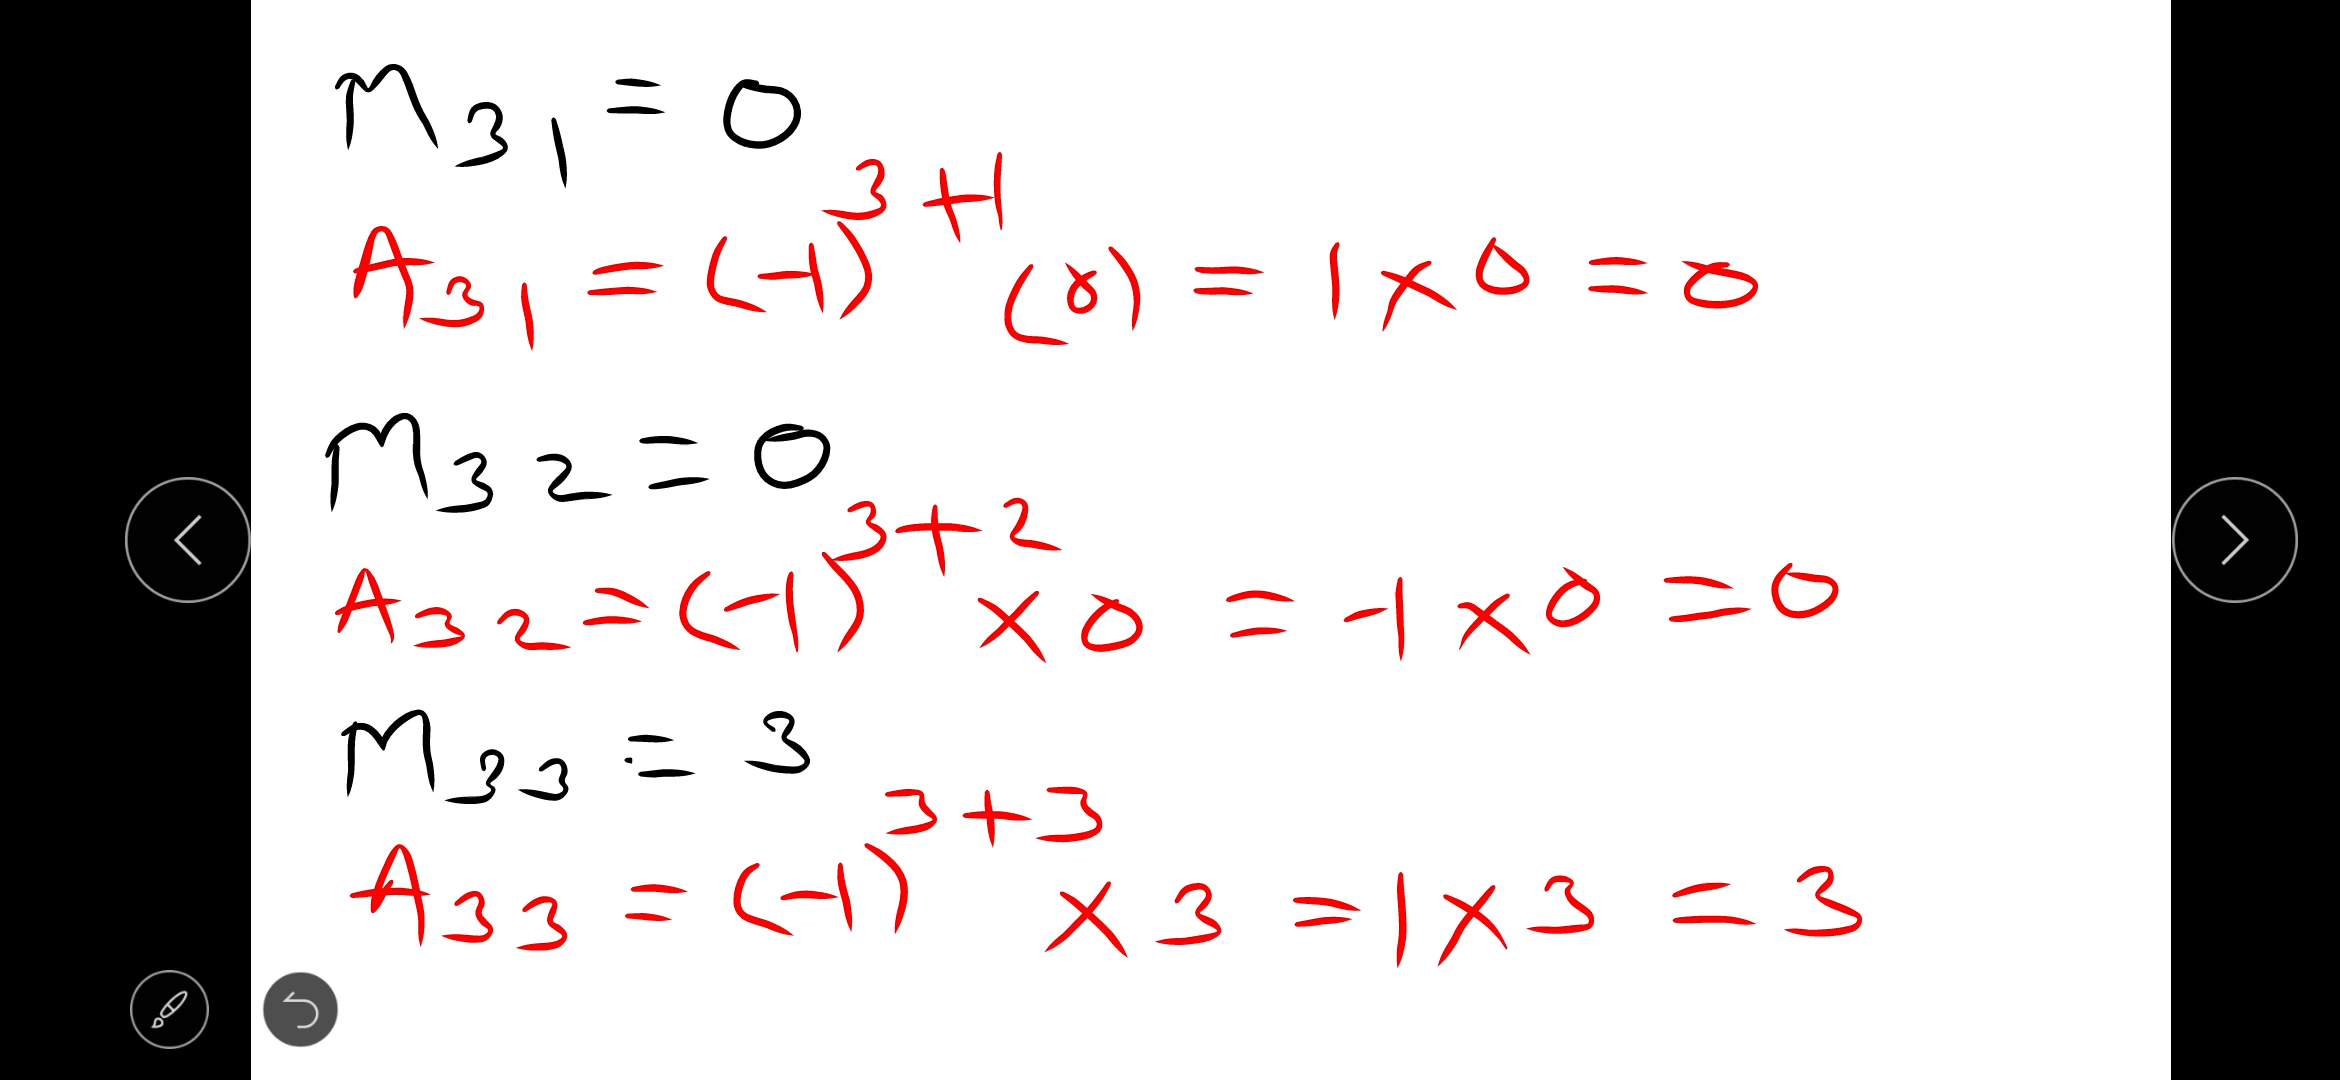 M₃₁ = 0
A₃₁ = (-1)³⁺¹ (0) = 1 × 0 = 0
M₃₂ = 0
A₃₂ = (-1)³⁺² × 0 = -1 × 0 = 0
M₃₃ = 3
A₃₃ = (-1)³⁺³ × 3 = 1 × 3 = 3